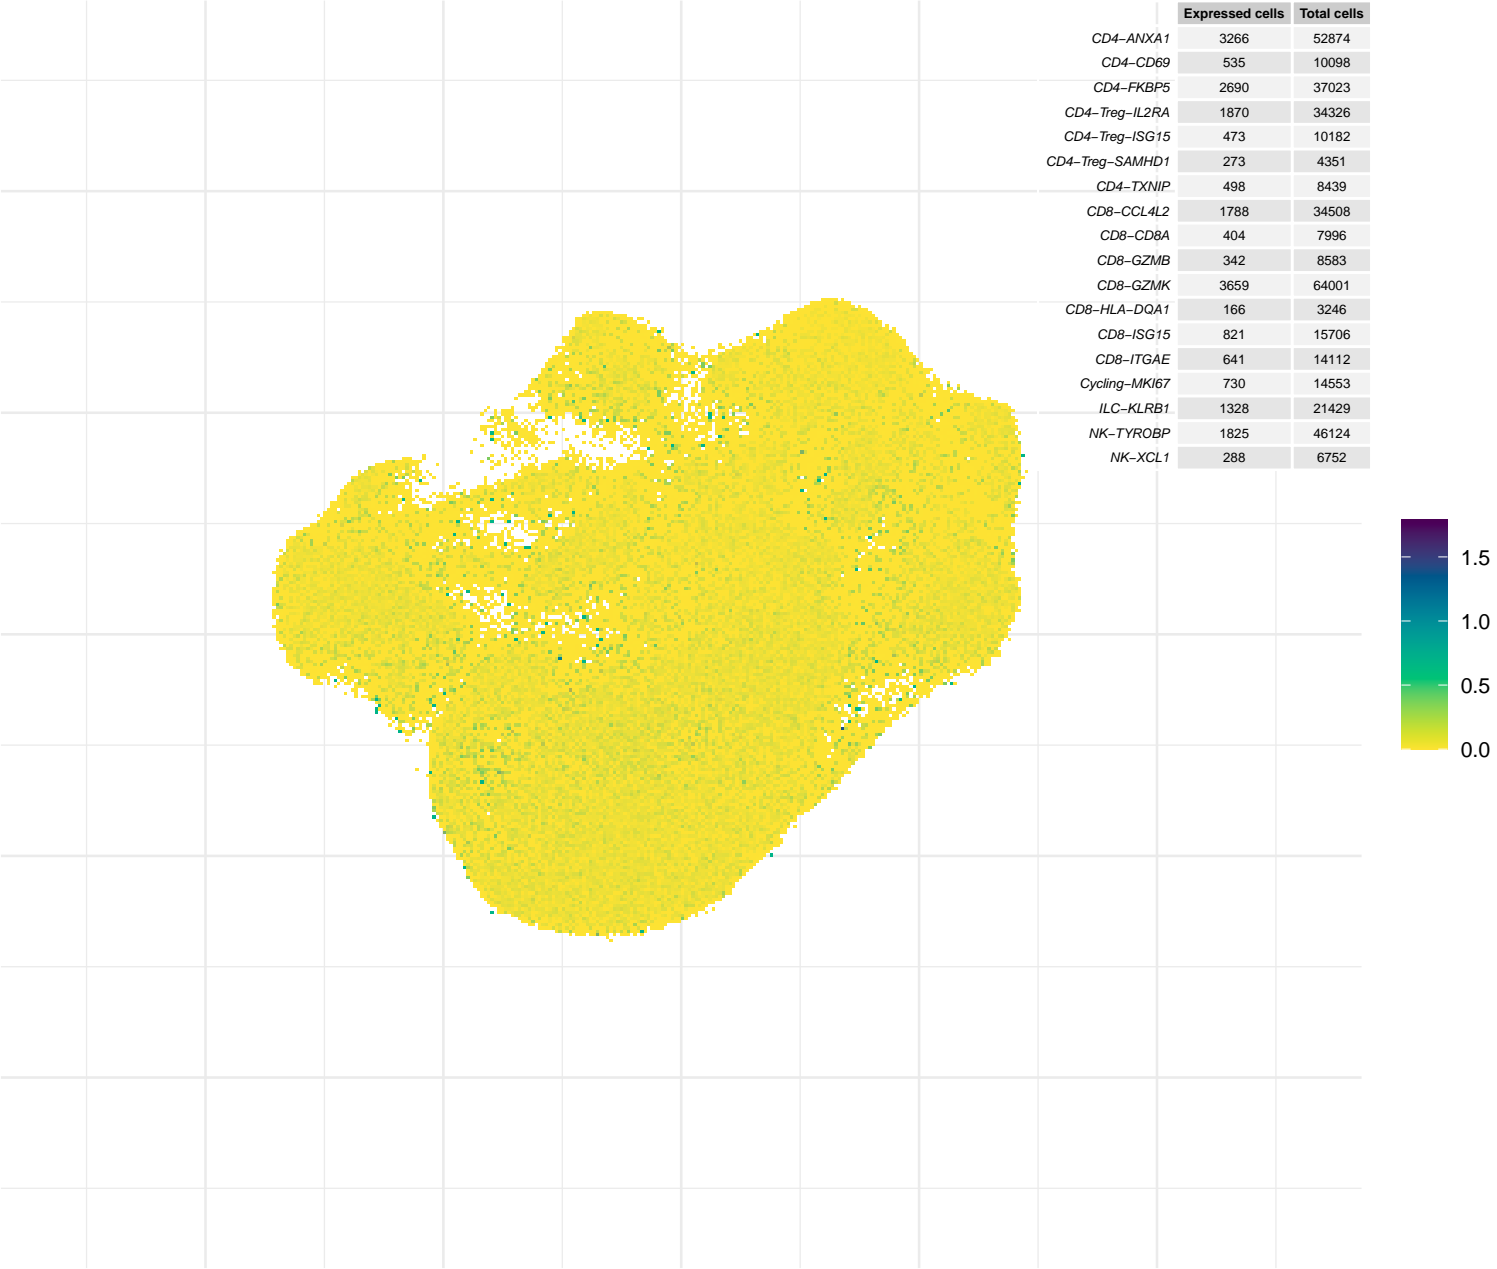 Expressed cells Total cells
CD4−ANXA1 3266 52874
CD4−CD69 535 10098
CD4−FKBP5 2690 37023
CD4−Treg−IL2RA 1870 34326
CD4−Treg−ISG15 473 10182
CD4−Treg−SAMHD1 273 4351
CD4−TXNIP 498 8439
CD8−CCL4L2 1788 34508
CD8−CD8A 404 7996
CD8−GZMB 342 8583
CD8−GZMK 3659 64001
CD8−HLA−DQA1 166 3246
CD8−ISG15 821 15706
CD8−ITGAE 641 14112
Cycling−MKI67 730 14553
ILC−KLRB1 1328 21429
NK−TYROBP 1825 46124
NK−XCL1 288 6752
1.5
1.0
0.5
0.0